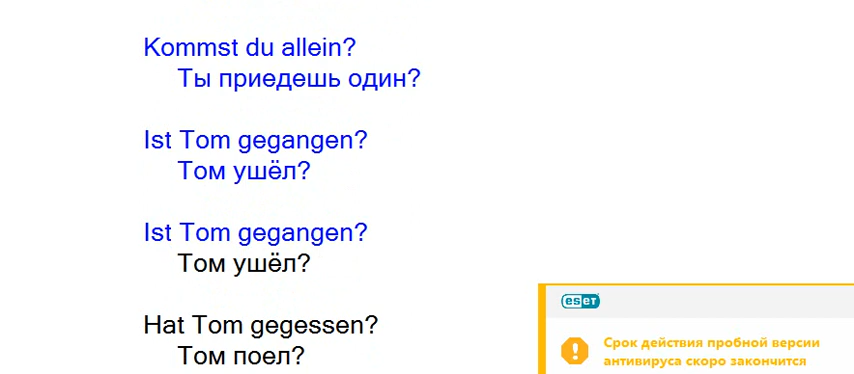 Kommst du allein?
Ты приедешь один?
Ist Tom gegangen?
Том ушёл?
Ist Tom gegangen?
Том ушёл?
Hat Tom gegessen?
Том поел?
eset
Срок действия пробной версии
антивируса скоро закончится